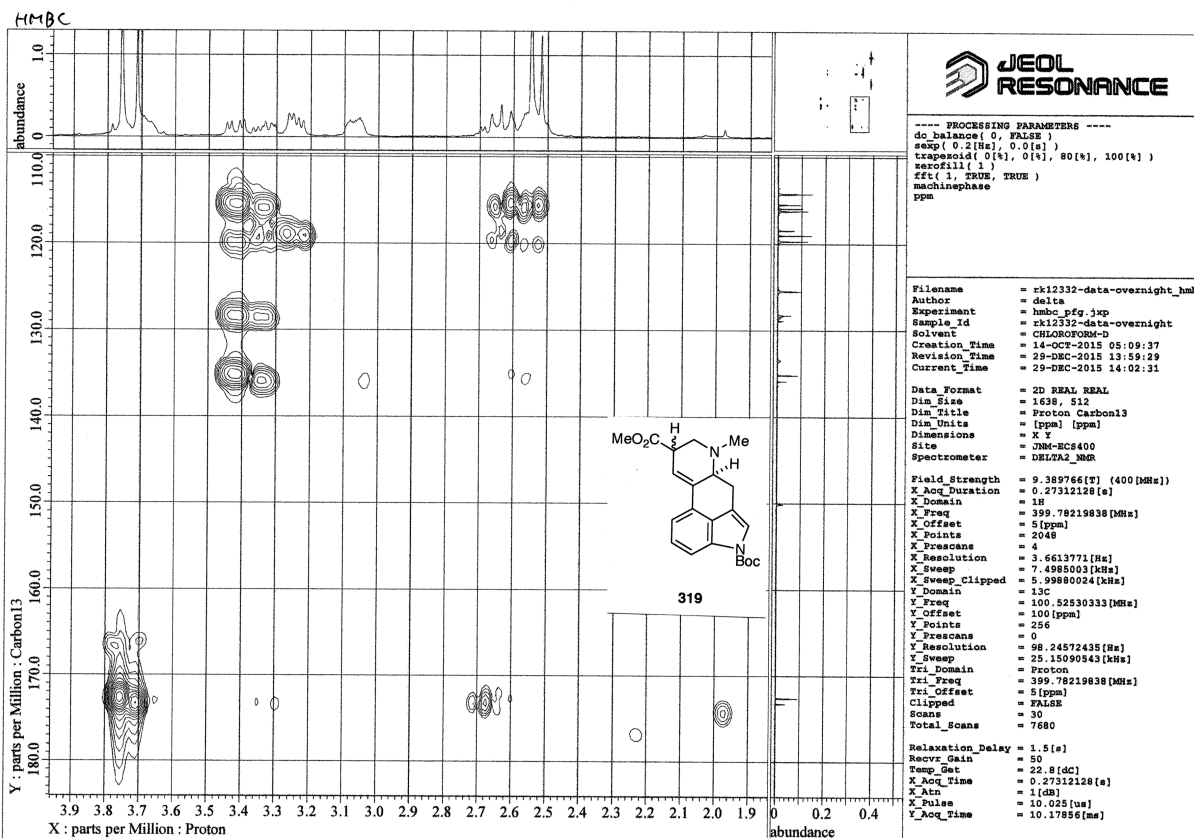 HMBC
JEOL
RESONANCE
---- PROCESSING PARAMETERS ----
dc_balance( 0, FALSE )
sexp( 0.2[Hz], 0.0[s] )
trapezoid( 0[%], 0[%], 80[%], 100[%] )
zerofill( 1 )
fft( 1, TRUE, TRUE )
machinephase
ppm
Filename = rk12332-data-overnight_hmb
Author = delta
Experiment = hmbc_pfg.jxp
Sample_Id = rk12332-data-overnight
Solvent = CHLOROFORM-D
Creation_Time = 14-OCT-2015 05:09:37
Revision_Time = 29-DEC-2015 13:59:29
Current_Time = 29-DEC-2015 14:02:31
Data_Format = 2D REAL REAL
Dim_Size = 1638, 512
Dim_Title = Proton Carbon13
Dim_Units = [ppm] [ppm]
Dimensions = X Y
Site = JNM-ECS400
Spectrometer = DELTA2_NMR
Field_Strength = 9.389766[T] (400[MHz])
X_Acq_Duration = 0.27312128[s]
X_Domain = 1H
X_Freq = 399.78219838[MHz]
X_Offset = 5[ppm]
X_Points = 2048
X_Prescans = 4
X_Resolution = 3.6613771[Hz]
X_Sweep = 7.4985003[kHz]
X_Sweep_Clipped = 5.99880024[kHz]
Y_Domain = 13C
Y_Freq = 100.52530333[MHz]
Y_Offset = 100[ppm]
Y_Points = 256
Y_Prescans = 0
Y_Resolution = 98.24572435[Hz]
Y_Sweep = 25.15090543[kHz]
Tri_Domain = Proton
Tri_Freq = 399.78219838[MHz]
Tri_Offset = 5[ppm]
Clipped = FALSE
Scans = 30
Total_Scans = 7680
Relaxation_Delay = 1.5[s]
Recvr_Gain = 50
Temp_Get = 22.8[dC]
X_Acq_Time = 0.27312128[s]
X_Atn = 1[dB]
X_Pulse = 10.025[us]
Y_Acq_Time = 10.17856[ms]
abundance
0 1.0
110.0
120.0
130.0
140.0
150.0
160.0
170.0
180.0
Y : parts per Million : Carbon13
H
MeO2C
N Me
H
N
Boc
319
3.9 3.8 3.7 3.6 3.5 3.4 3.3 3.2 3.1 3.0 2.9 2.8 2.7 2.6 2.5 2.4 2.3 2.2 2.1 2.0 1.9
X : parts per Million : Proton
0 0.2 0.4
abundance